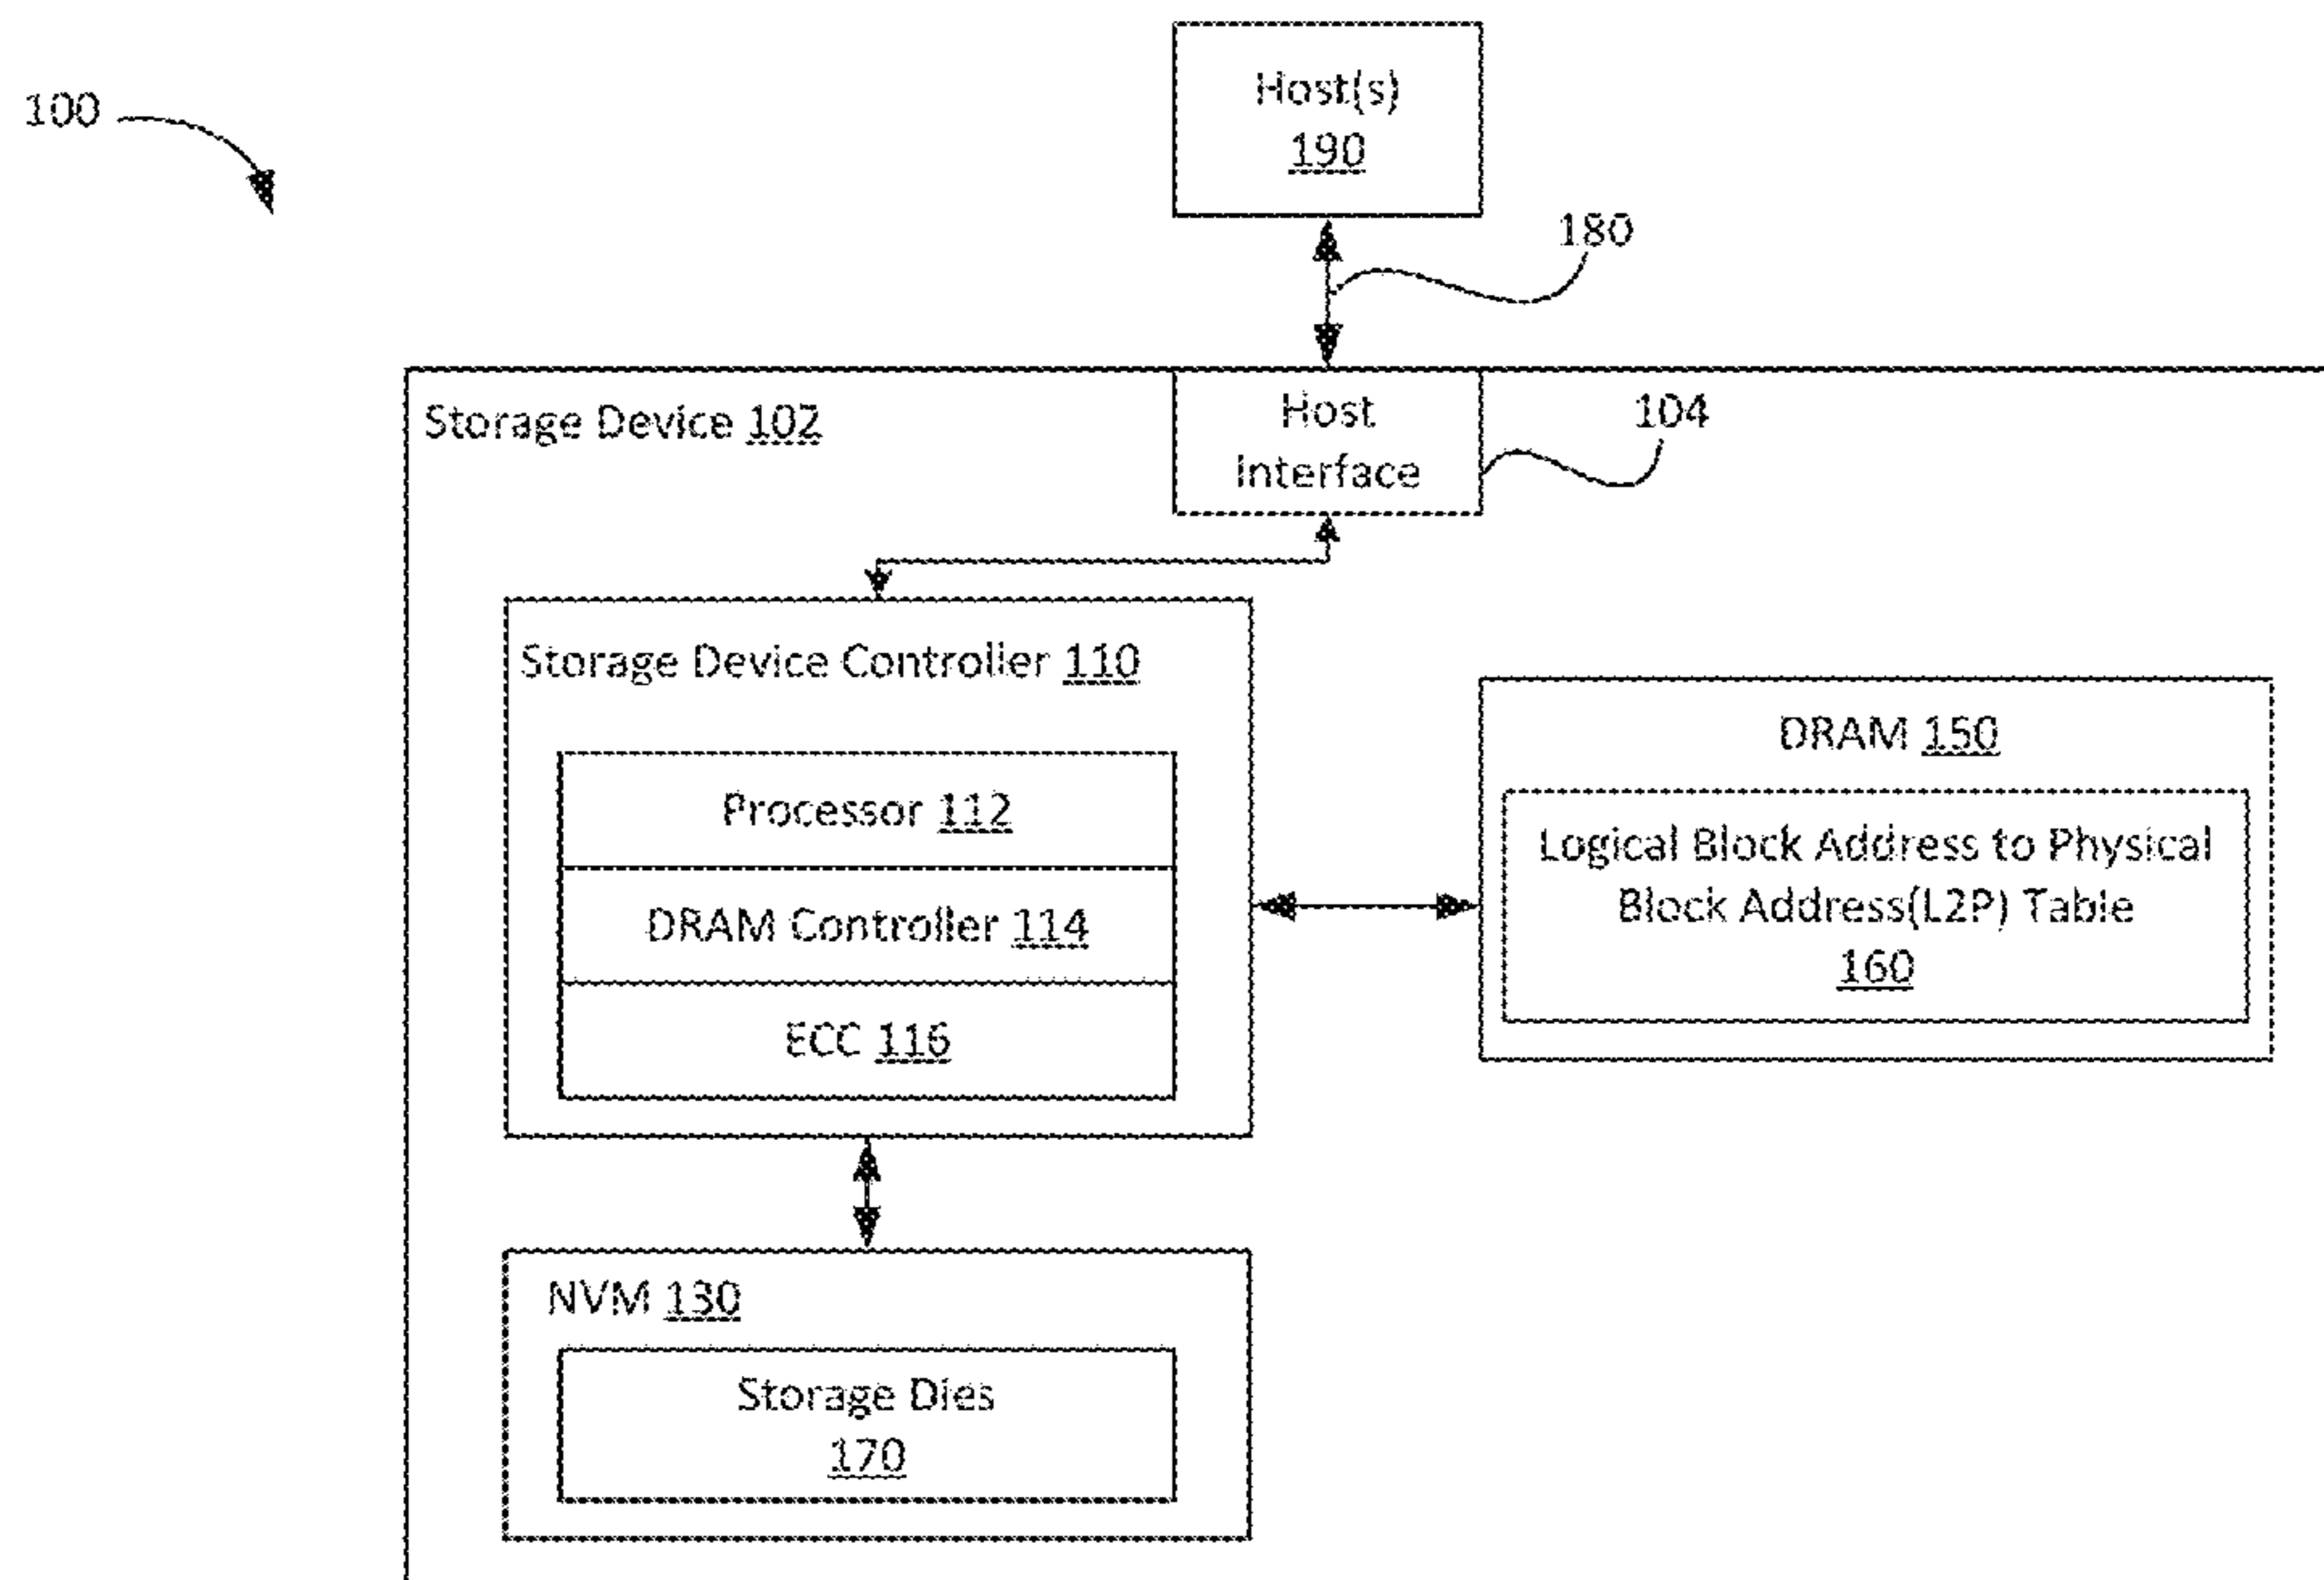 100
Host(s)
190
180
Storage Device 102
Host
Interface
104
Storage Device Controller 110
Processor 112
DRAM Controller 114
ECC 116
DRAM 150
Logical Block Address to Physical
Block Address(L2P) Table
160
NVM 130
Storage Dies
170